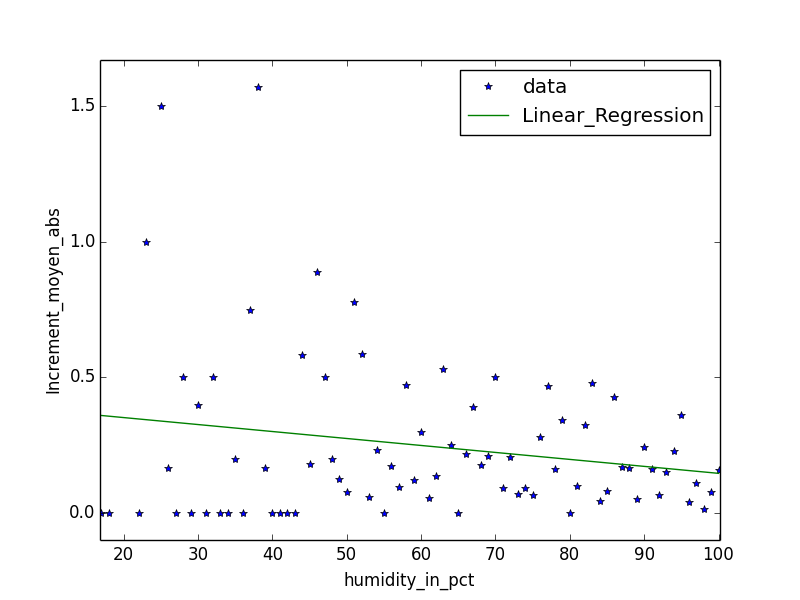 data
Linear_Regression
1.5
1.0
0.5
0.0
Increment_moyen_abs
20 30 40 50 60 70 80 90 100
humidity_in_pct